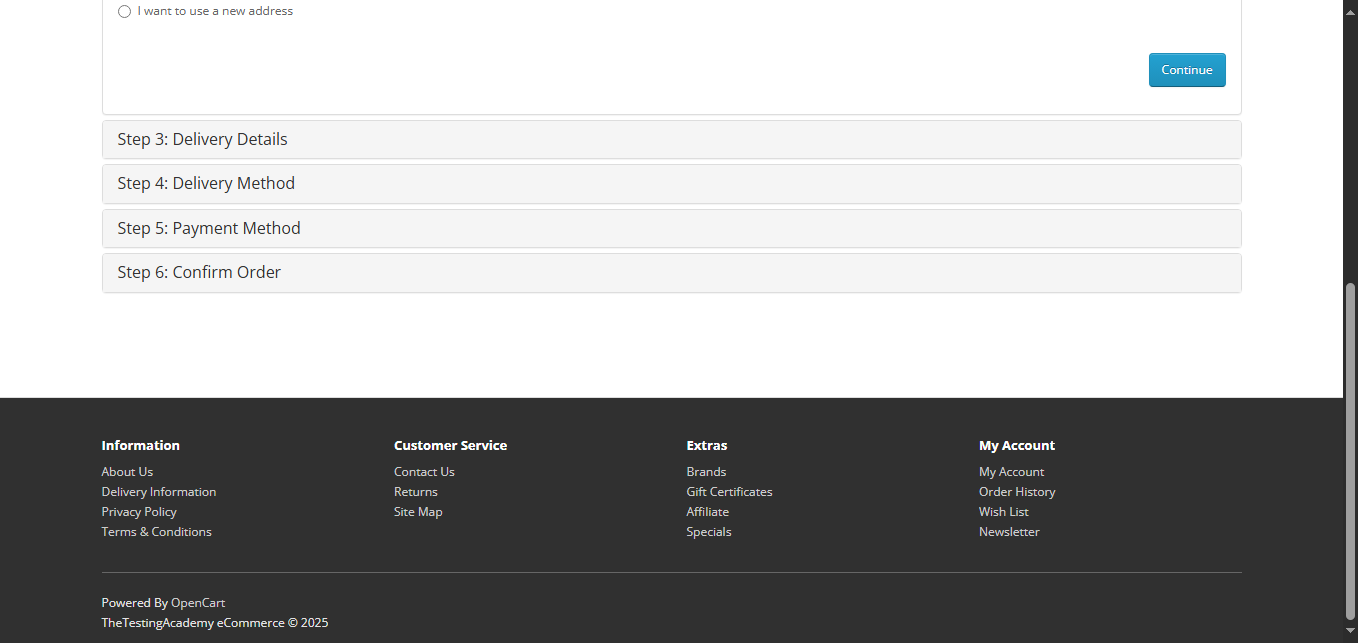 I want to use a new address
Continue
Step 3: Delivery Details
Step 4: Delivery Method
Step 5: Payment Method
Step 6: Confirm Order
Information
About Us
Delivery Information
Privacy Policy
Terms & Conditions
Customer Service
Contact Us
Returns
Site Map
Extras
Brands
Gift Certificates
Affiliate
Specials
My Account
My Account
Order History
Wish List
Newsletter
Powered By OpenCart
TheTestingAcademy eCommerce © 2025